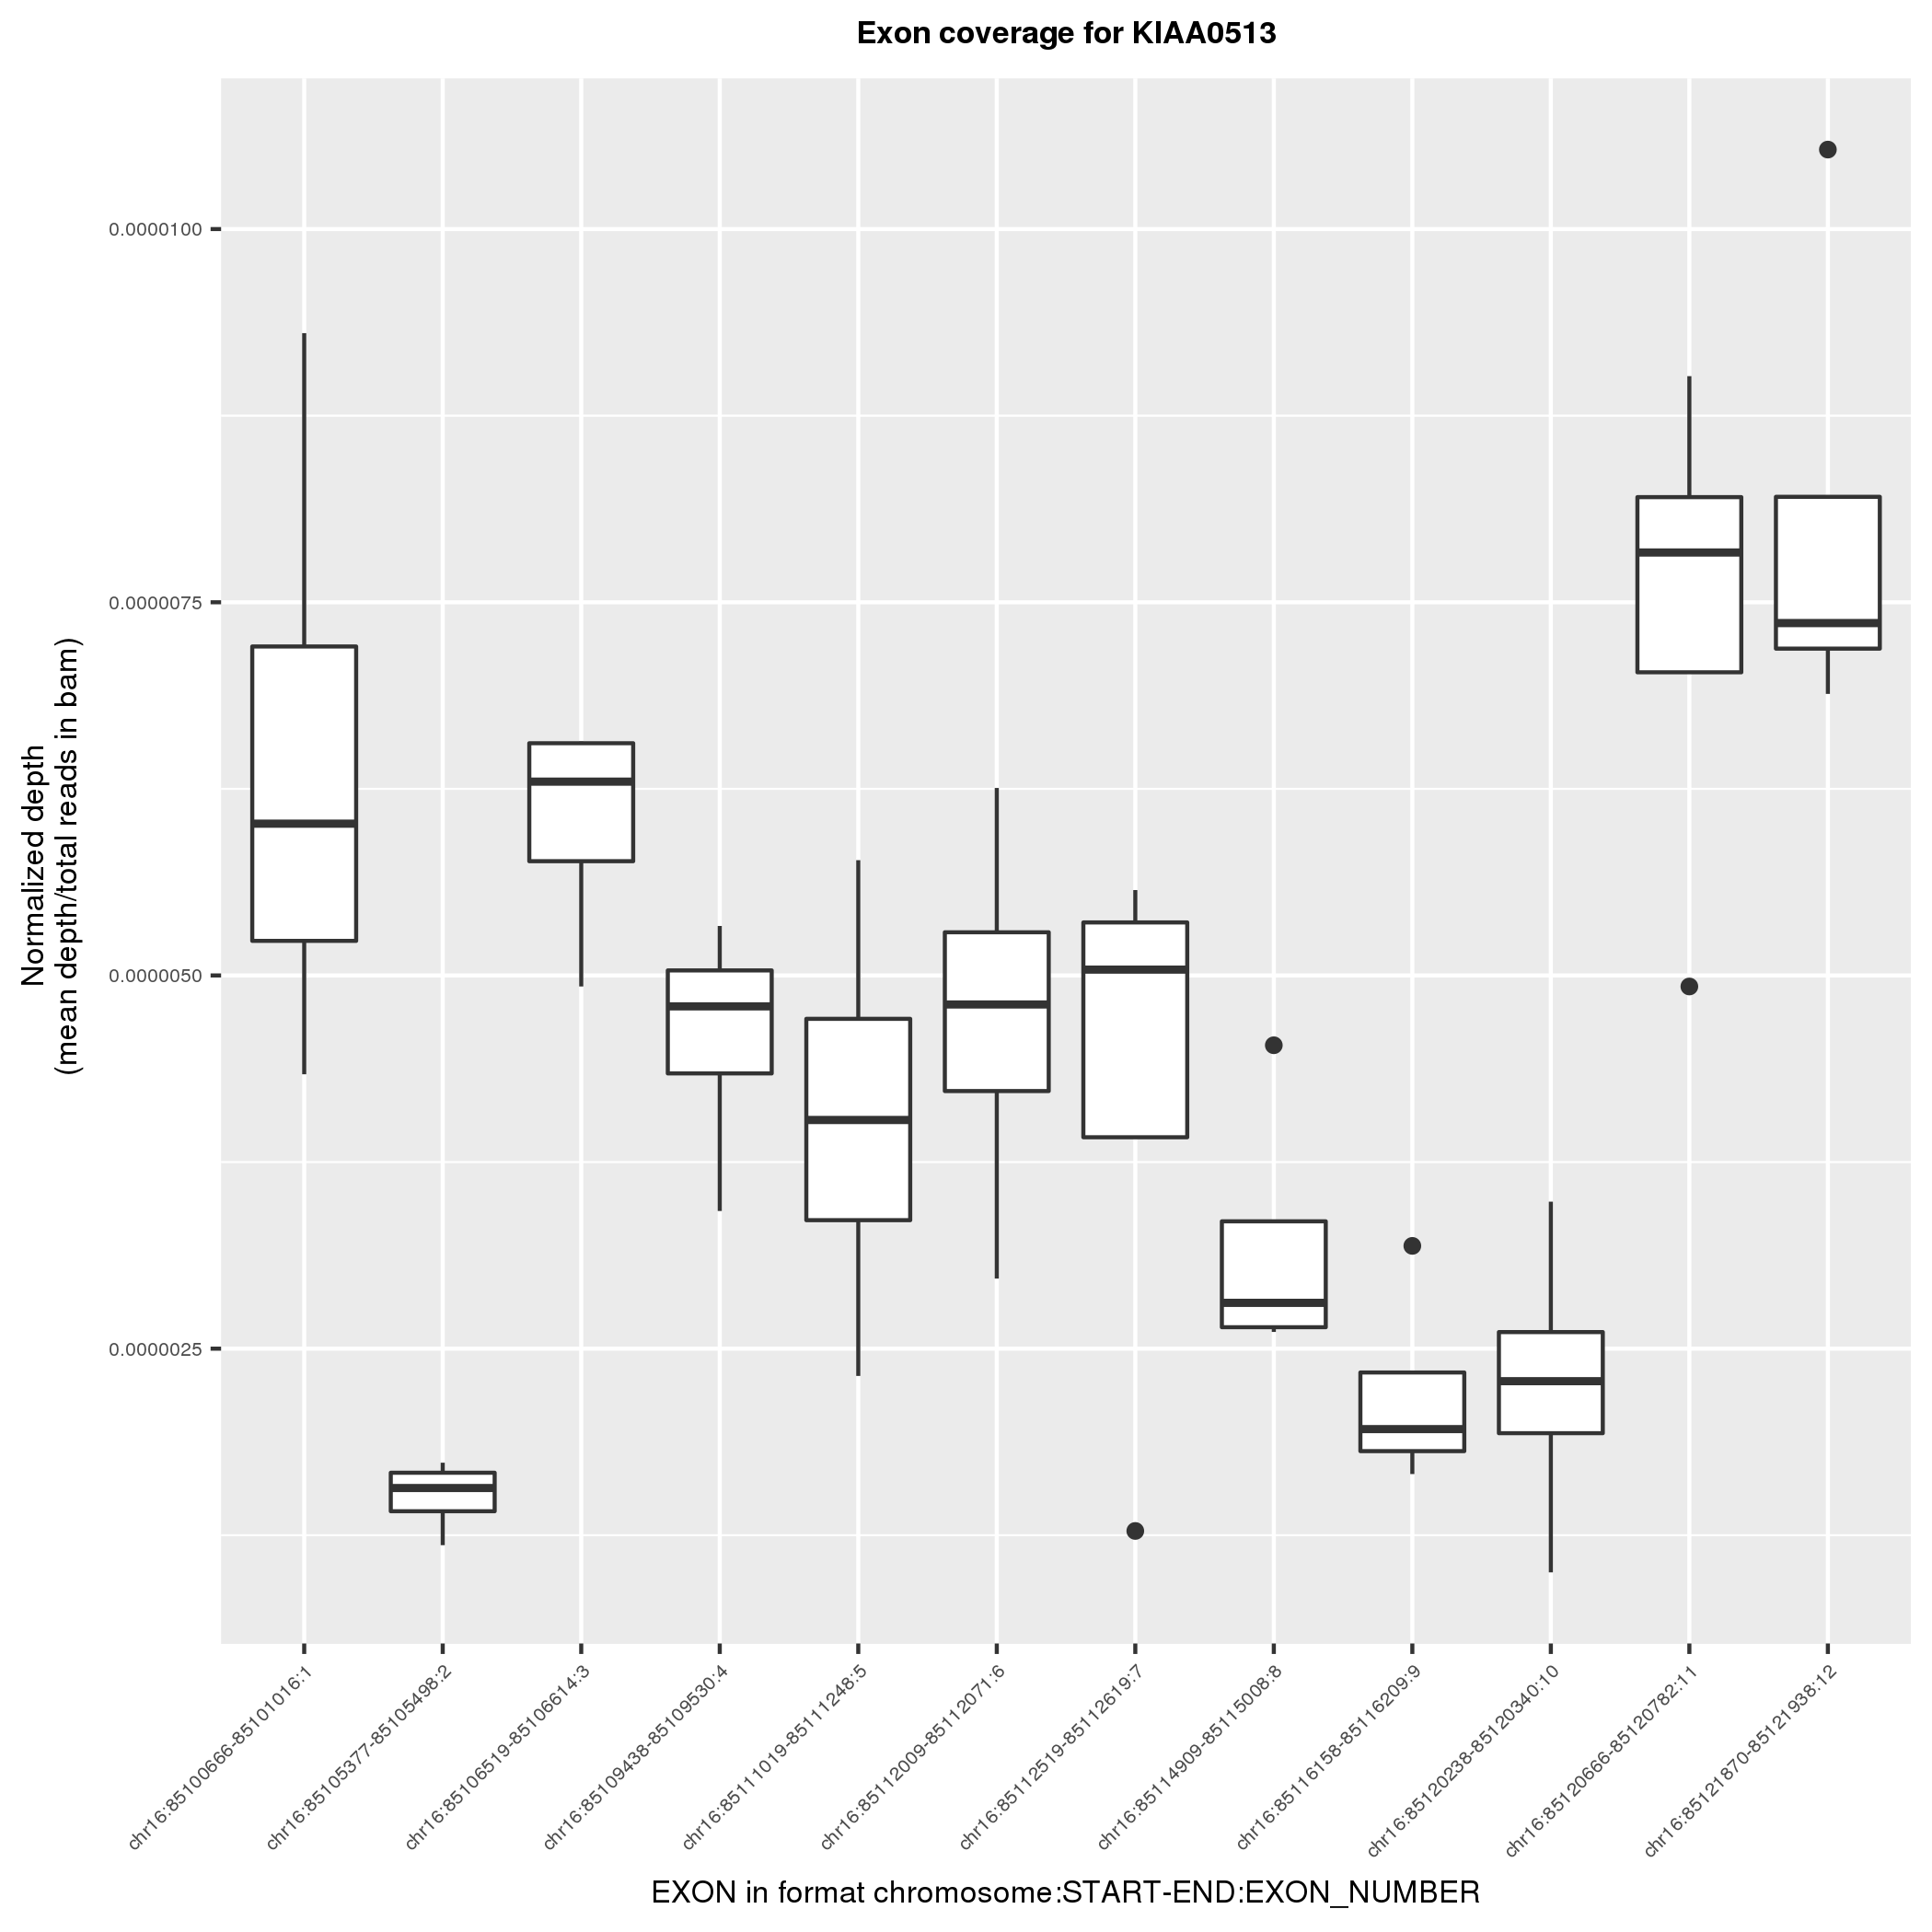 Exon coverage for KIAA0513
0.0000100
0.0000075
0.0000050
0.0000025
Normalized depth
(mean depth/total reads in bam)
chr16:85100666-85101016:1
chr16:85105377-85105498:2
chr16:85106519-85106614:3
chr16:85109438-85109530:4
chr16:85111019-85111248:5
chr16:85112009-85112071:6
chr16:85112519-85112619:7
chr16:85114909-85115008:8
chr16:85116158-85116209:9
chr16:85120238-85120340:10
chr16:85120666-85120782:11
chr16:85121870-85121938:12
EXON in format chromosome:START-END:EXON_NUMBER